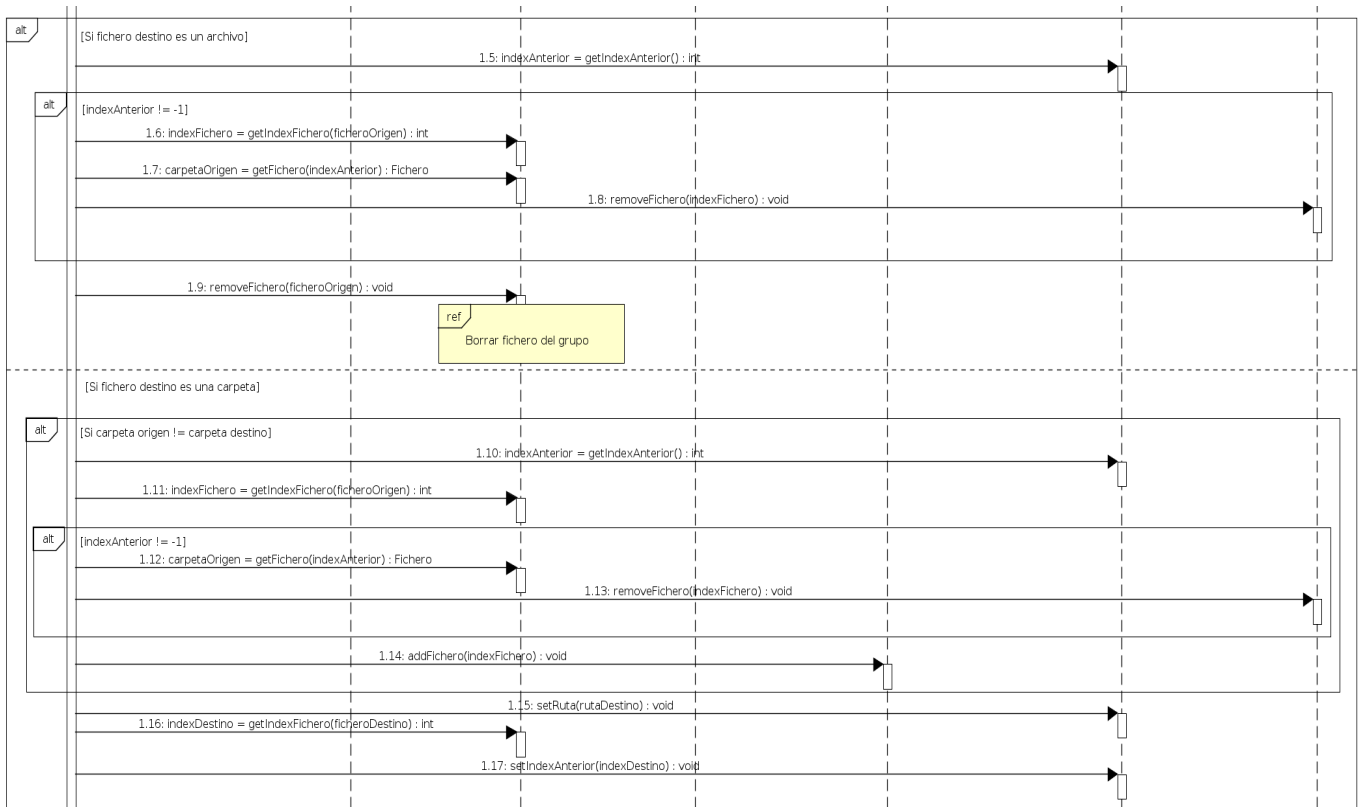 alt
[Si fichero destino es un archivo]
1.5: indexAnterior = getIndexAnterior() : int
alt
[indexAnterior != -1]
1.6: indexFichero = getIndexFichero(ficheroOrigen) : int
1.7: carpetaOrigen = getFichero(indexAnterior) : Fichero
1.8: removeFichero(indexFichero) : void
1.9: removeFichero(ficheroOrigen) : void
ref
Borrar fichero del grupo
[Si fichero destino es una carpeta]
alt
[Si carpeta origen != carpeta destino]
1.10: indexAnterior = getIndexAnterior() : int
1.11: indexFichero = getIndexFichero(ficheroOrigen) : int
alt
[indexAnterior != -1]
1.12: carpetaOrigen = getFichero(indexAnterior) : Fichero
1.13: removeFichero(indexFichero) : void
1.14: addFichero(indexFichero) : void
1.15: setRuta(rutaDestino) : void
1.16: indexDestino = getIndexFichero(ficheroDestino) : int
1.17: setIndexAnterior(indexDestino) : void